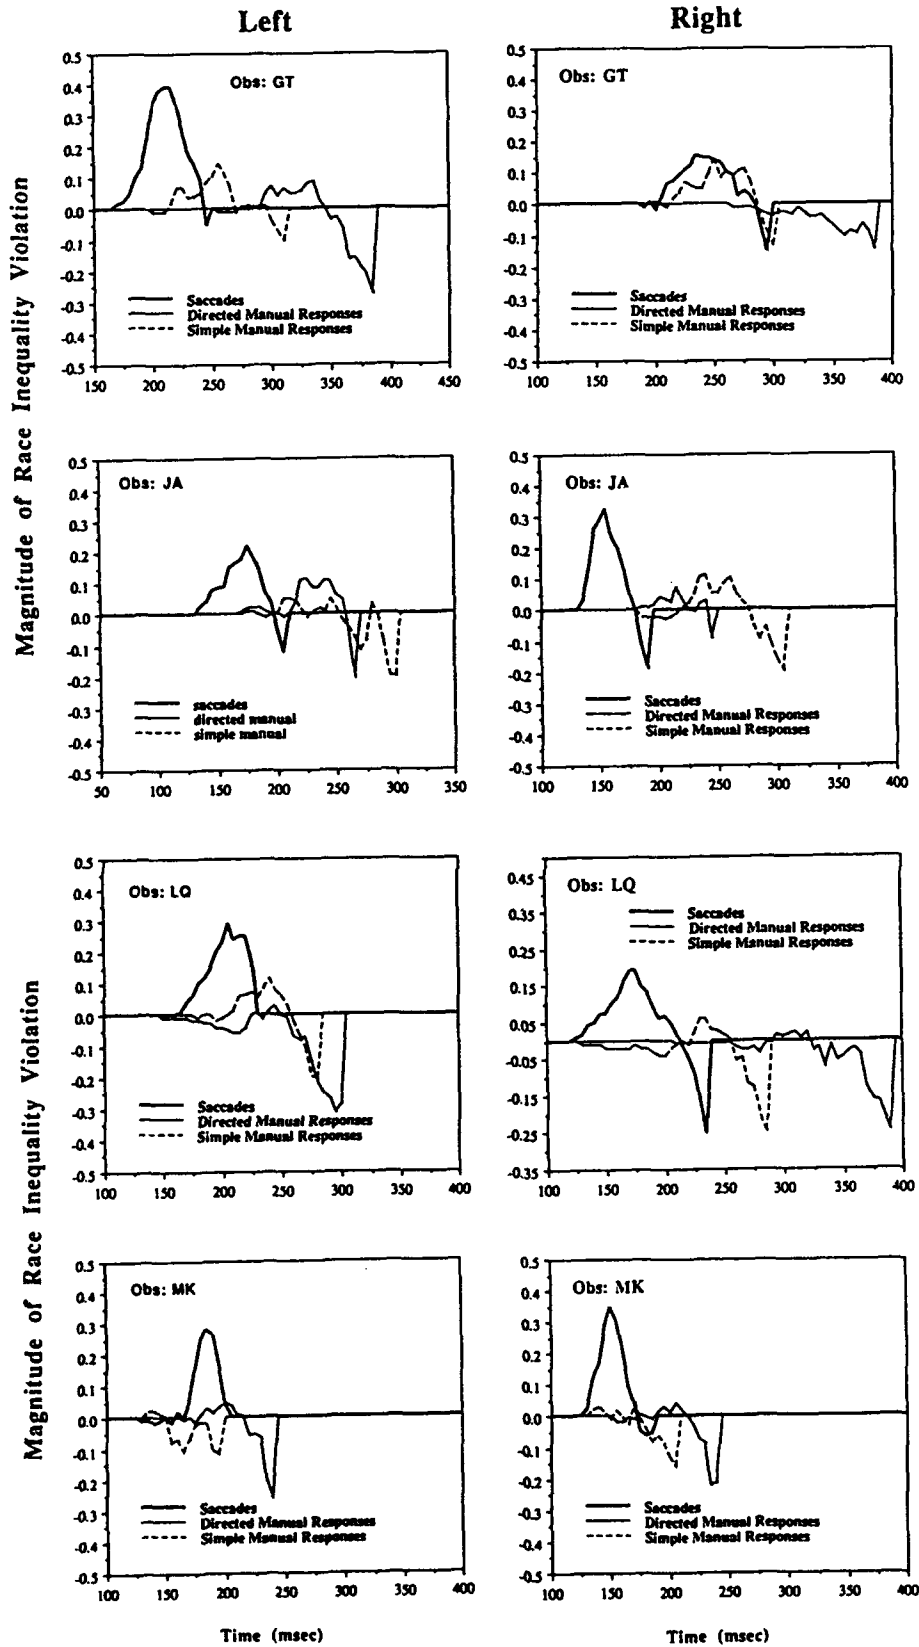 Left
Right
Magnitude of Race Inequality Violation
Obs: GT
0.5
0.4
0.3
0.2
0.1
0.0
-0.1
-0.2
-0.3
-0.4
-0.5
Saccades
Directed Manual Responses
Simple Manual Responses
150 200 250 300 350 400 450
Obs: GT
0.5
0.4
0.3
0.2
0.1
0.0
-0.1
-0.2
-0.3
-0.4
-0.5
Saccades
Directed Manual Responses
Simple Manual Responses
100 150 200 250 300 350 400
Obs: JA
0.5
0.4
0.3
0.2
0.1
0.0
-0.1
-0.2
-0.3
-0.4
-0.5
saccades
directed manual
simple manual
50 100 150 200 250 300 350
Obs: JA
0.5
0.4
0.3
0.2
0.1
0.0
-0.1
-0.2
-0.3
-0.4
-0.5
Saccades
Directed Manual Responses
Simple Manual Responses
100 150 200 250 300 350 400
Magnitude of Race Inequality Violation
Obs: LQ
0.5
0.4
0.3
0.2
0.1
0.0
-0.1
-0.2
-0.3
-0.4
-0.5
Saccades
Directed Manual Responses
Simple Manual Responses
100 150 200 250 300 350 400
Obs: LQ
Saccades
Directed Manual Responses
Simple Manual Responses
0.45
0.35
0.25
0.15
0.05
-0.05
-0.15
-0.25
-0.35
100 150 200 250 300 350 400
Obs: MK
0.5
0.4
0.3
0.2
0.1
0.0
-0.1
-0.2
-0.3
-0.4
-0.5
Saccades
Directed Manual Responses
Simple Manual Responses
100 150 200 250 300 350 400
Time (msec)
Obs: MK
0.5
0.4
0.3
0.2
0.1
0.0
-0.1
-0.2
-0.3
-0.4
-0.5
Saccades
Directed Manual Responses
Simple Manual Responses
100 150 200 250 300 350 400
Time (msec)